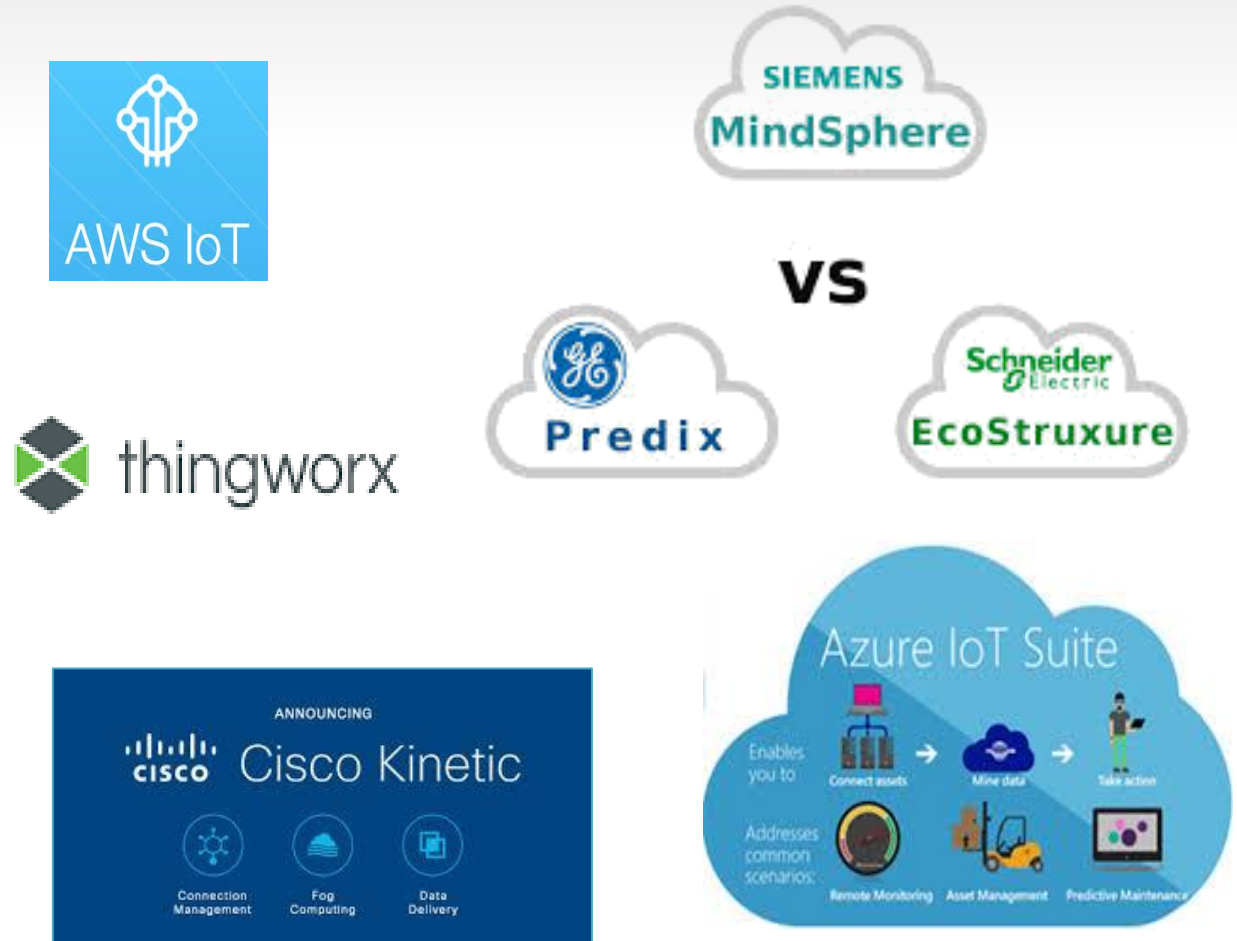 AWS IoT
SIEMENS
MindSphere
vs
GE
Predix
Schneider
Electric
EcoStruxure
thingworx
ANNOUNCING
CISCO Cisco Kinetic
Connection
Management
Fog
Computing
Data
Delivery
Azure IoT Suite
Enables
you to
Connect assets
Mine data
Take action
Addresses
common
scenarios:
Remote Monitoring
Asset Management
Predictive Maintenance